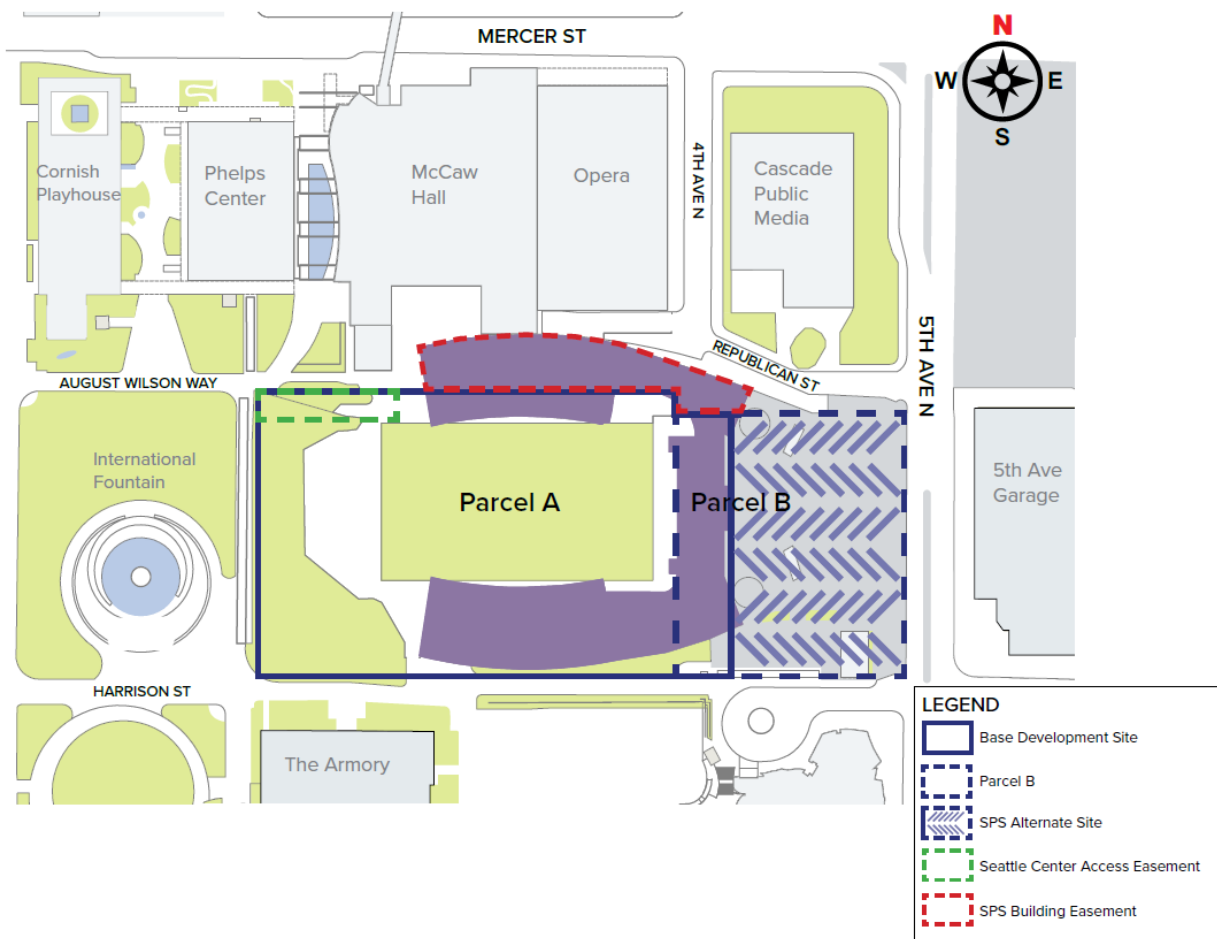 MERCER ST
N
W
E
S
Cornish
Playhouse
Phelps
Center
McCaw
Hall
Opera
4TH AVE N
Cascade
Public
Media
5TH AVE N
REPUBLICAN ST
AUGUST WILSON WAY
International
Fountain
Parcel A
Parcel B
5th Ave
Garage
HARRISON ST
The Armory
LEGEND
Base Development Site
Parcel B
SPS Alternate Site
Seattle Center Access Easement
SPS Building Easement